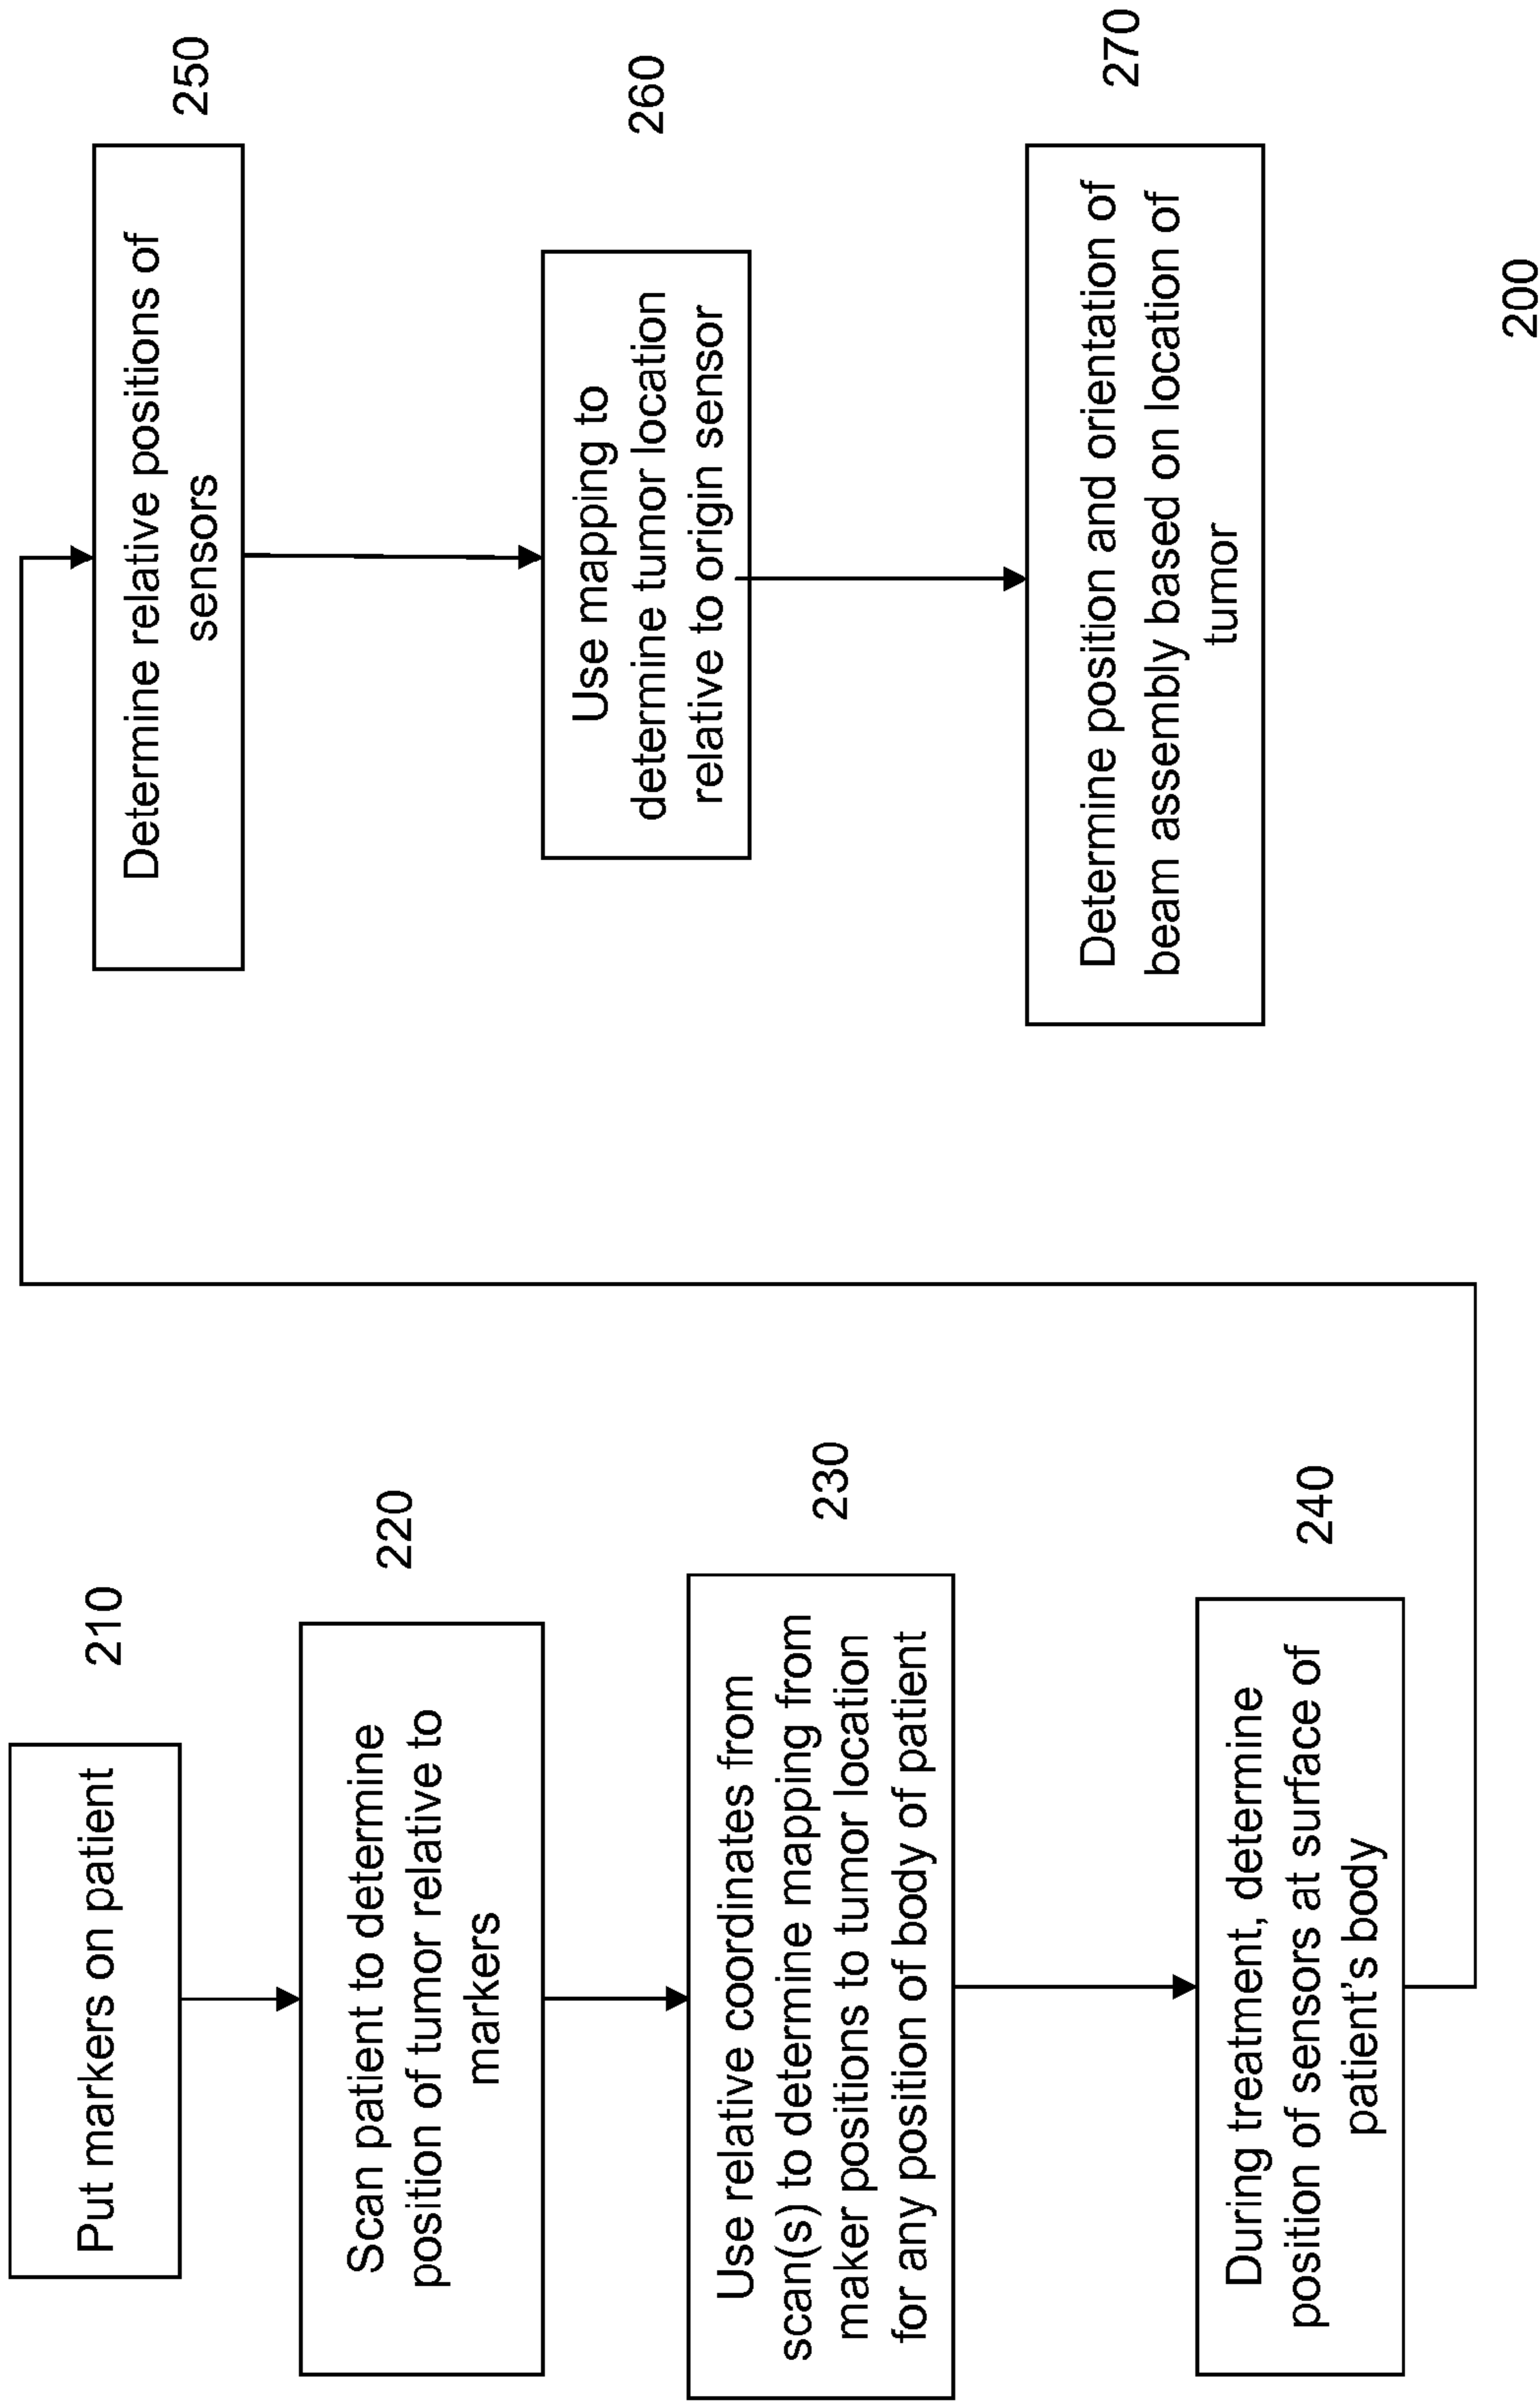 Put markers on patient
210
Scan patient to determine
position of tumor relative to
markers
220
Use relative coordinates from
scan(s) to determine mapping from
maker positions to tumor location
for any position of body of patient
230
During treatment, determine
position of sensors at surface of
patient's body
240
Determine relative positions of
sensors
250
Use mapping to
determine tumor location
relative to origin sensor
260
Determine position and orientation of
beam assembly based on location of
tumor
270
200